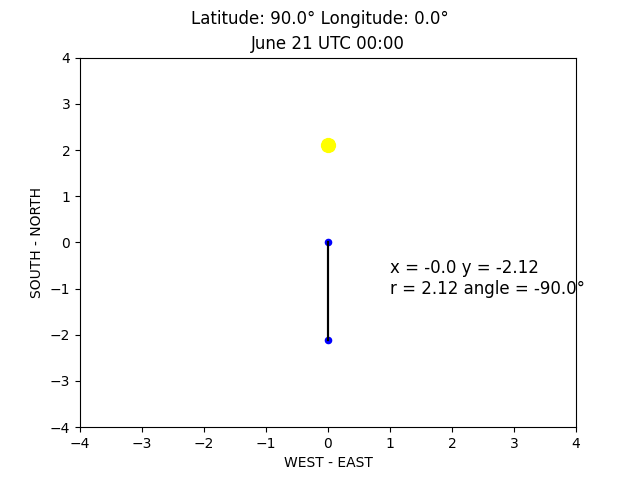 Latitude: 90.0° Longitude: 0.0°
June 21 UTC 00:00
4
3
2
1
0
−1
−2
−3
−4
SOUTH - NORTH
x = -0.0 y = -2.12
r = 2.12 angle = -90.0°
−4 −3 −2 −1 0 1 2 3 4
WEST - EAST